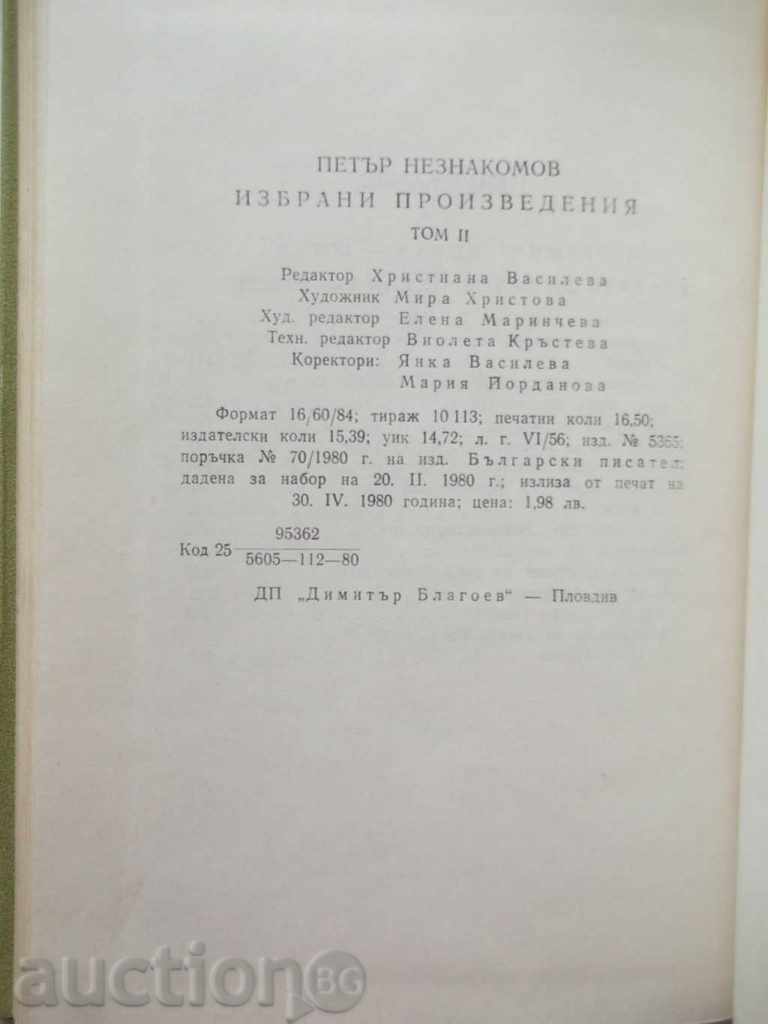 ПЕТЪР НЕЗНАКОМОВ
ИЗБРАНИ ПРОИЗВЕДЕНИЯ
ТОМ II
Редактор Христиана Василева
Художник Мира Христова
Худ. редактор Елена Маринчева
Техн. редактор Виолета Кръстева
Коректори: Янка Василева
Мария Йорданова
Формат 16/60/84; тираж 10 113; печатни коли 16,50;
издателски коли 15,39; уик 14,72; л. г. VI/56; изд. № 5365;
поръчка № 70/1980 г. на изд. Български писател;
дадена за набор на 20. II. 1980 г.; излиза от печат на
30. IV. 1980 година; цена: 1,98 лв.
95362
Код 25
5605—112—80
ДП „Димитър Благоев“ — Пловдив
auctionBG